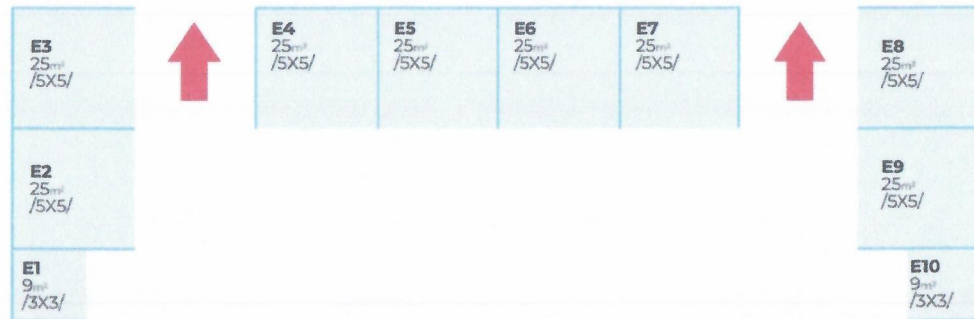 E3
25m²
/5X5/
E4
25m²
/5X5/
E5
25m²
/5X5/
E6
25m²
/5X5/
E7
25m²
/5X5/
E8
25m²
/5X5/
E2
25m²
/5X5/
E9
25m²
/5X5/
E1
9m²
/3X3/
E10
9m²
/3X3/